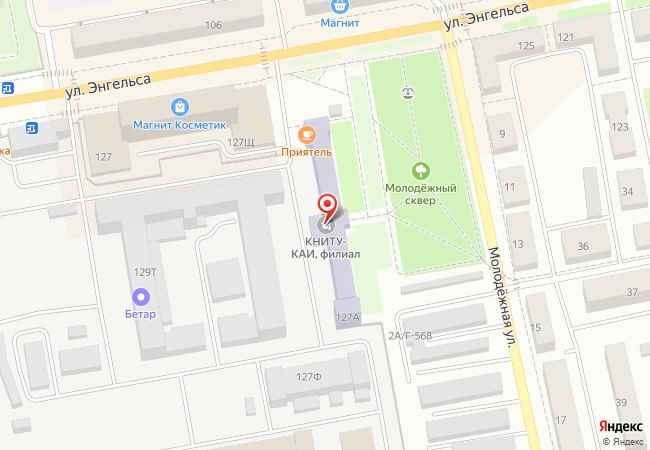 106
Магнит
ул. Энгельса
125
121
ул. Энгельса
Магнит Косметик
127Щ
127
Приятель
9
123
11
34
Молодёжный
сквер
КНИТУ-
КАИ, филиал
13
36
129Т
Бетар
Молодёжная ул.
37
127А
2А/Г-568
15
127Ф
17
39
Яндекс
© Яндекс